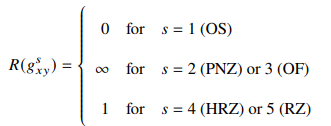 0 for s = 1 (OS)
R(g^s_{xy}) = { ∞ for s = 2 (PNZ) or 3 (OF)
1 for s = 4 (HRZ) or 5 (RZ)